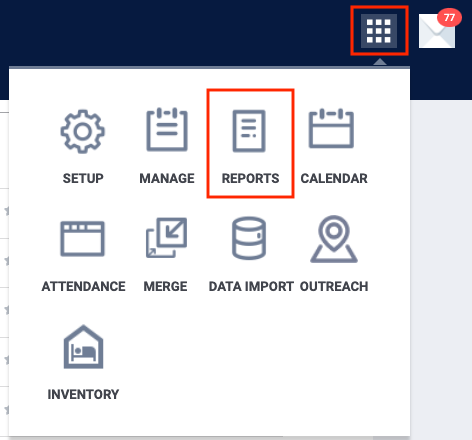 77
SETUP MANAGE REPORTS CALENDAR
ATTENDANCE MERGE DATA IMPORT OUTREACH
INVENTORY